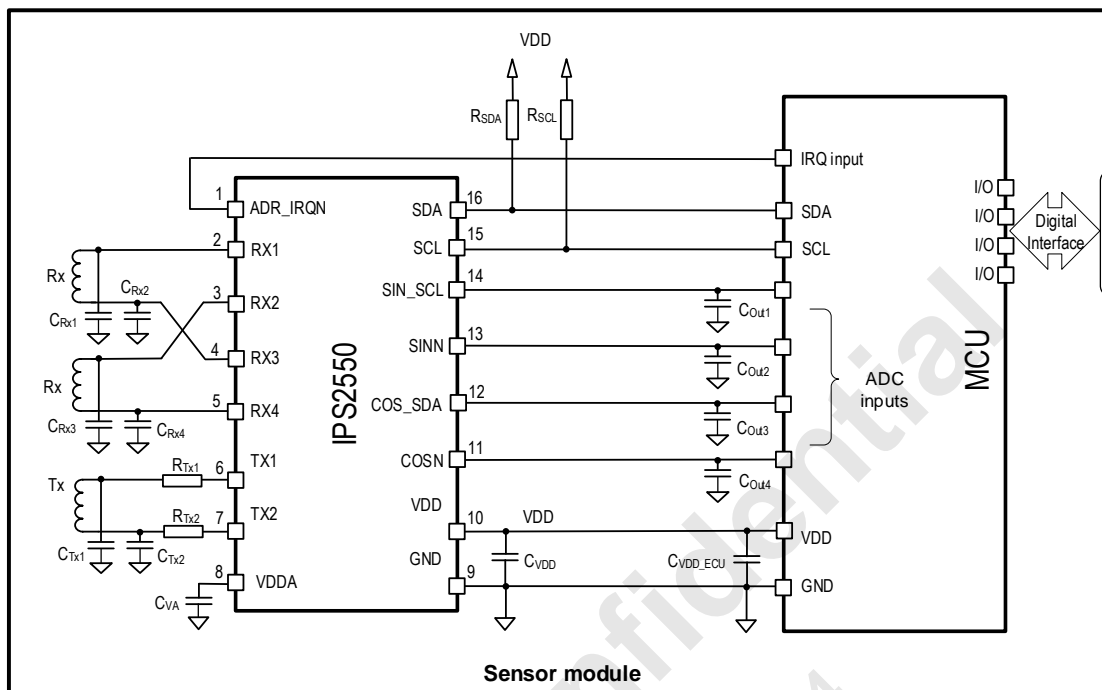 VDD
RSDA
RSCL
IRQ input
1
ADR_IRQN
SDA
16
SDA
I/O
I/O
I/O
I/O
Digital
Interface
2
RX1
SCL
15
SCL
Rx
CRx1
CRx2
3
RX2
SIN_SCL
14
COut1
4
RX3
SINN
13
COut2
ADC
inputs
MCU
IPS2550
Rx
CRx3
CRx4
5
RX4
COS_SDA
12
COut3
COSN
11
COut4
Tx
RTx1
6
TX1
RTx2
7
TX2
CTx1
CTx2
VDD
10
VDD
VDD
CVDD
CVDD_ECU
GND
9
GND
8
VDDA
CVA
Sensor module
Confidential